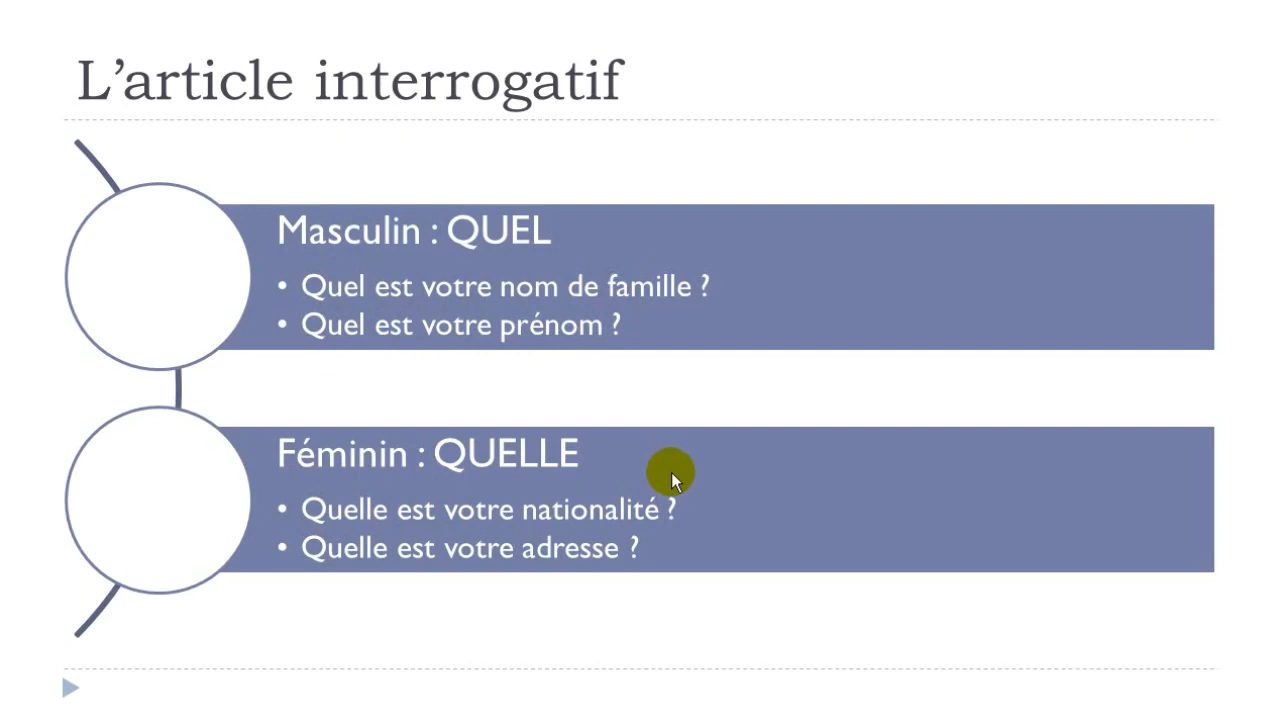 L’article interrogatif
Masculin : QUEL
• Quel est votre nom de famille ?
• Quel est votre prénom ?
Féminin : QUELLE
• Quelle est votre nationalité ?
• Quelle est votre adresse ?